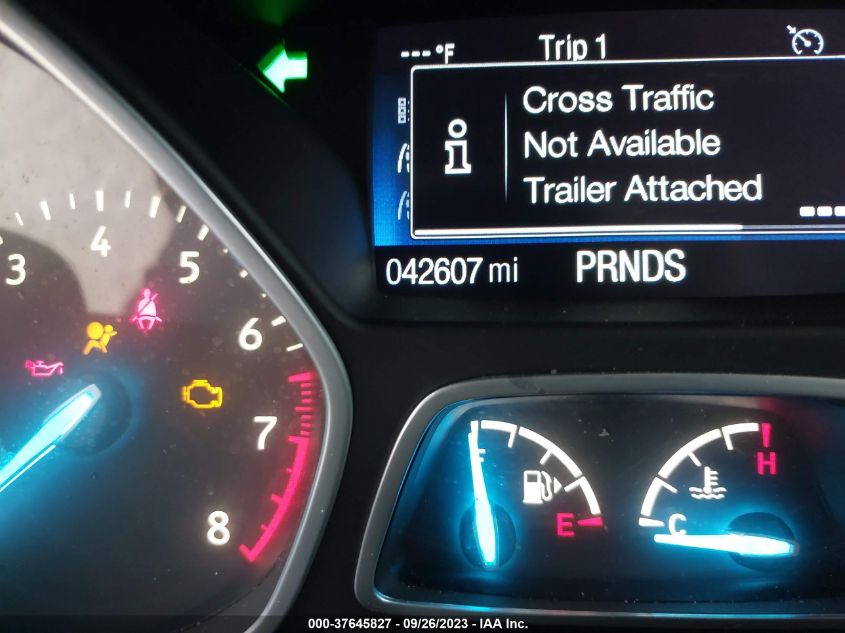 ---°F Trip 1
Cross Traffic
Not Available
Trailer Attached
---
042607 mi PRNDS
3 4 5 6 7 8
F E
C H
000-37645827 - 09/26/2023 - IAA Inc.